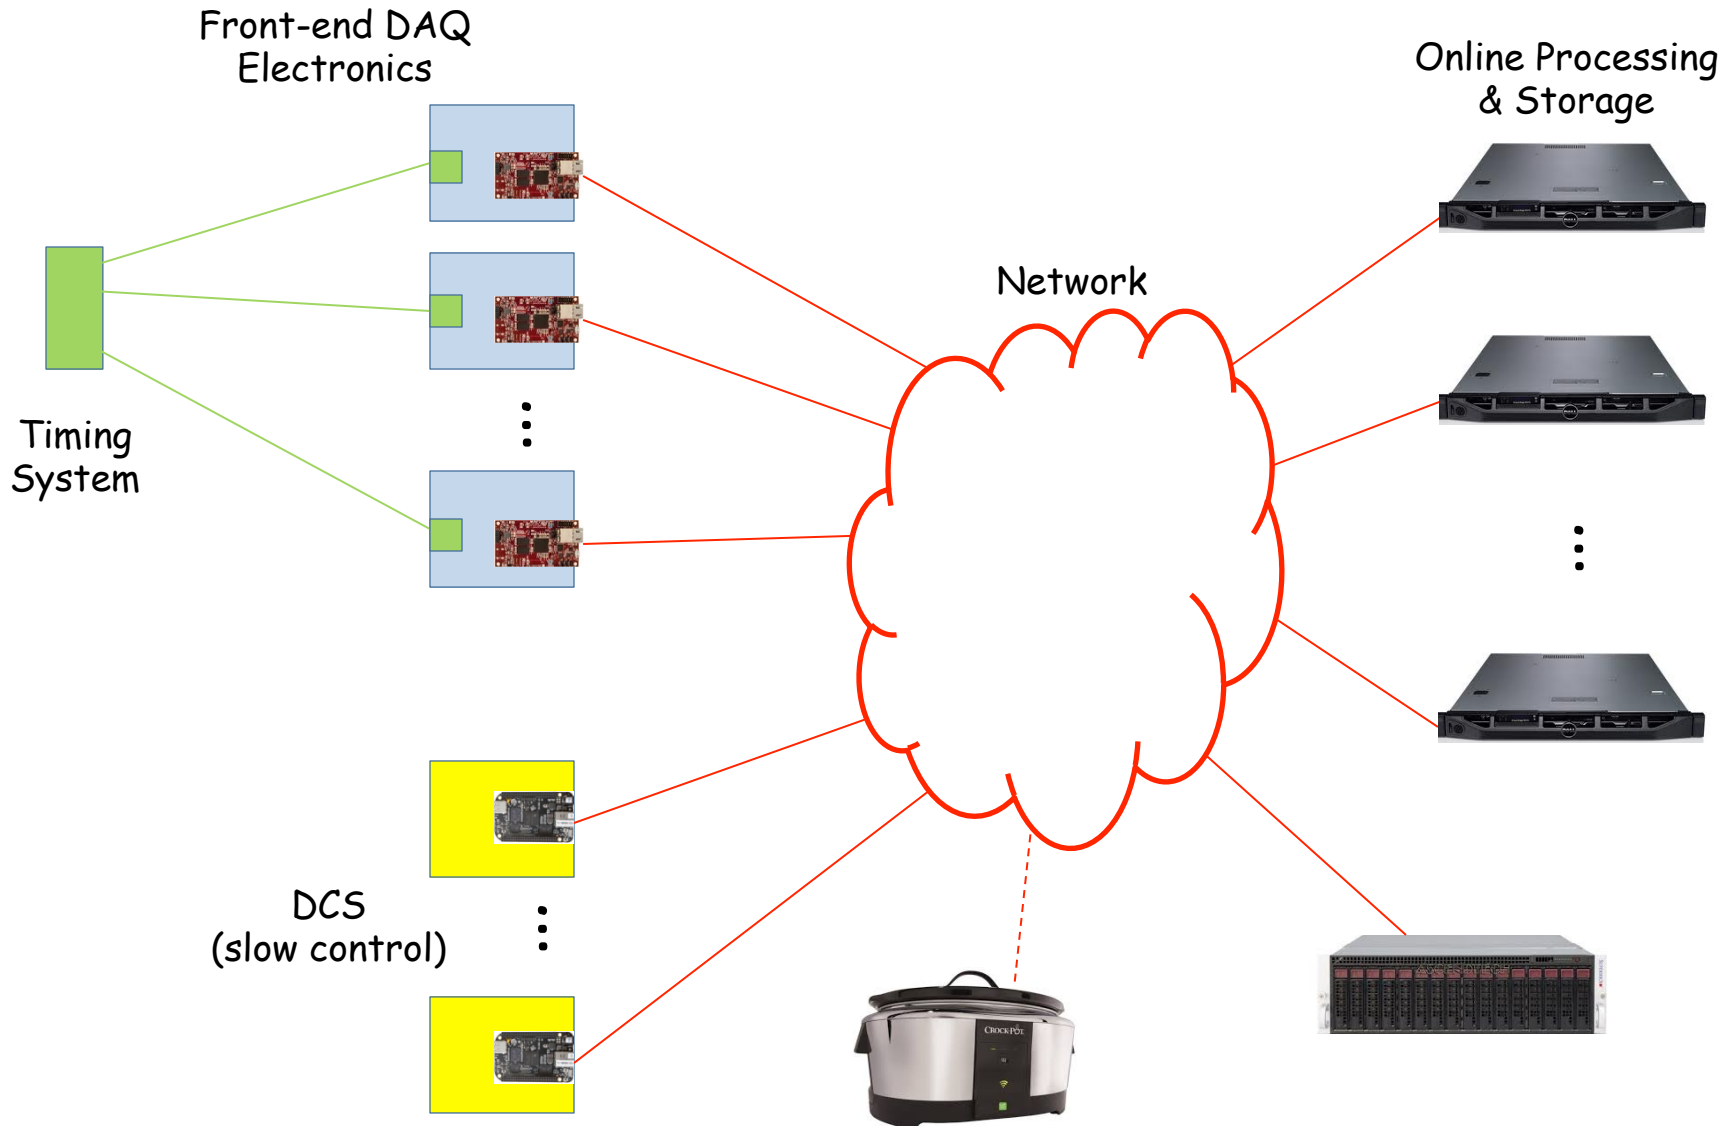 Front-end DAQ
Electronics
Online Processing
& Storage
Network
Timing
System
DCS
(slow control)
CROCK-POT